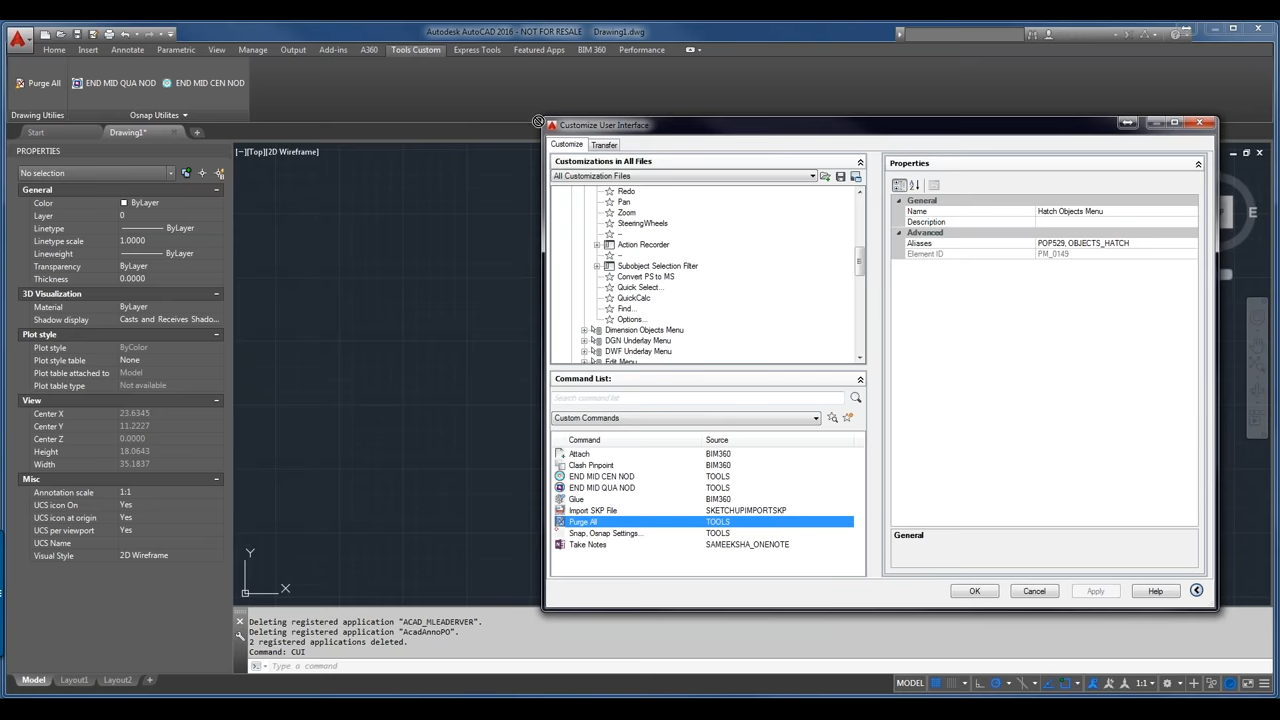 Autodesk AutoCAD 2016 - NOT FOR RESALE    Drawing1.dwg
Home Insert Annotate Parametric View Manage Output Add-ins A360 Tools Custom Express Tools Featured Apps BIM 360 Performance
Purge All END MID QUA NOD END MID CEN NOD
Drawing Utilies Osnap Utilites
Start Drawing1*
PROPERTIES
[−][Top][2D Wireframe]
No selection
General
Color ByLayer
Layer 0
Linetype ByLayer
Linetype scale 1.0000
Lineweight ByLayer
Transparency ByLayer
Thickness 0.0000
3D Visualization
Material ByLayer
Shadow display Casts and Receives Shado...
Plot style
Plot style ByColor
Plot style table None
Plot table attached to Model
Plot table type Not available
View
Center X 23.6345
Center Y 11.2227
Center Z 0.0000
Height 18.0643
Width 35.1837
Misc
Annotation scale 1:1
UCS icon On Yes
UCS icon at origin Yes
UCS per viewport Yes
UCS Name
Visual Style 2D Wireframe
Y
X
E
Customize User Interface
Customize Transfer
Customizations in All Files
All Customization Files
Redo
Pan
Zoom
SteeringWheels
--
Action Recorder
--
Subobject Selection Filter
Convert PS to MS
Quick Select...
QuickCalc
Find...
Options...
Dimension Objects Menu
DGN Underlay Menu
DWF Underlay Menu
Edit Menu
Command List:
Search command list
Custom Commands
Command Source
Attach BIM360
Clash Pinpoint BIM360
END MID CEN NOD TOOLS
END MID QUA NOD TOOLS
Glue BIM360
Import SKP File SKETCHUPIMPORTSKP
Purge All TOOLS
Snap, Osnap Settings... TOOLS
Take Notes SAMEEKSHA_ONENOTE
Properties
General
Name Hatch Objects Menu
Description
Advanced
Aliases POP529, OBJECTS_HATCH
Element ID PM_0149
General
OK Cancel Apply Help
Deleting registered application "ACAD_MLEADERVER".
Deleting registered application "AcadAnnoPO".
2 registered applications deleted.
Command: CUI
Type a command
Model Layout1 Layout2 +
MODEL 1:1